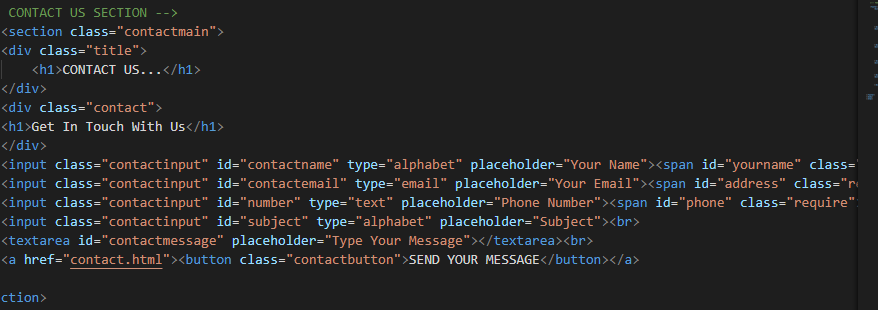 CONTACT US SECTION -->
<section class="contactmain">
<div class="title">
<h1>CONTACT US...</h1>
</div>
<div class="contact">
<h1>Get In Touch With Us</h1>
</div>
<input class="contactinput" id="contactname" type="alphabet" placeholder="Your Name"><span id="yourname" class=
<input class="contactinput" id="contactemail" type="email" placeholder="Your Email"><span id="address" class="re
<input class="contactinput" id="number" type="text" placeholder="Phone Number"><span id="phone" class="require"
<input class="contactinput" id="subject" type="alphabet" placeholder="Subject"><br>
<textarea id="contactmessage" placeholder="Type Your Message"></textarea><br>
<a href="contact.html"><button class="contactbutton">SEND YOUR MESSAGE</button></a>
ction>